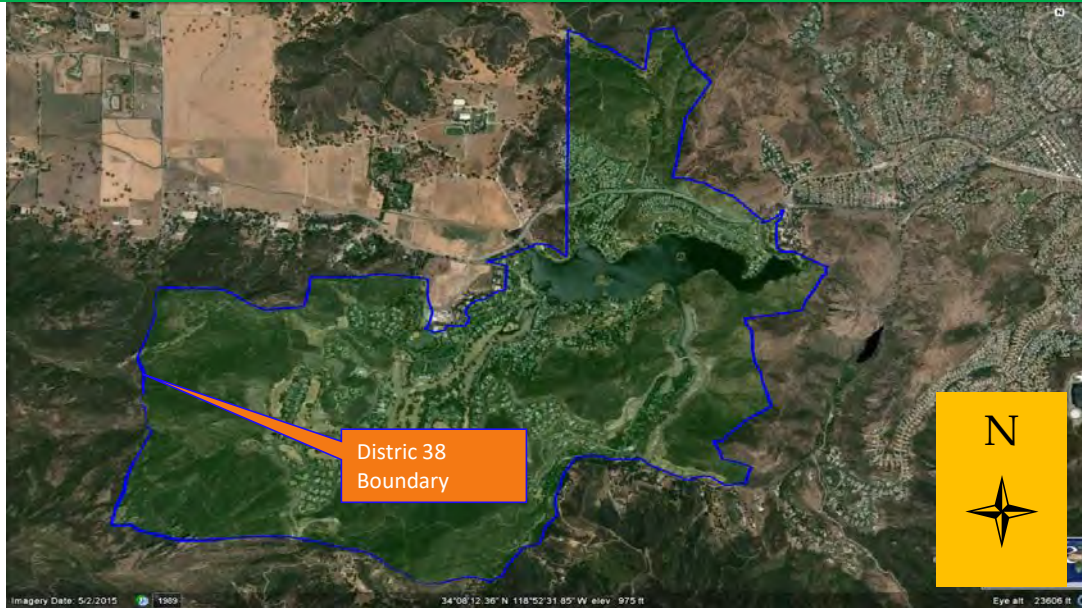 N
Distric 38
Boundary
N
Imagery Date: 5/2/2015 1989 34°08'12.36" N 118°52'31.85" W elev 975 ft Eye alt 23606 ft